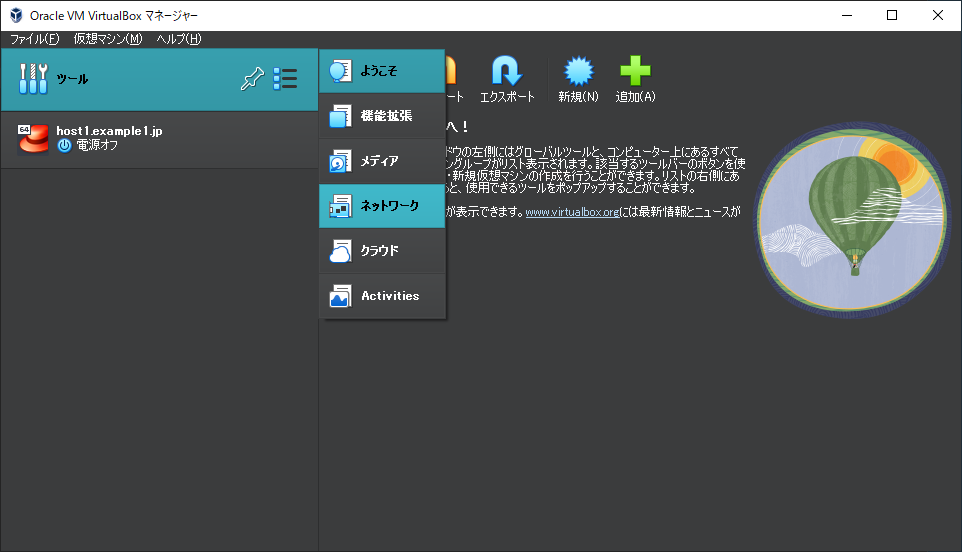 Oracle VM VirtualBox マネージャー
ファイル(F) 仮想マシン(M) ヘルプ(H)
ツール
64
host1.example1.jp
電源オフ
ようこそ
機能拡張
メディア
ネットワーク
クラウド
Activities
ート
エクスポート
新規(N)
追加(A)
へ！
ドウの左側にはグローバルツールと、コンピューター上にあるすべて
ングループがリスト表示されます。該当するツールバーのボタンを使
・新規仮想マシンの作成を行うことができます。リストの右側にあ
と、使用できるツールをポップアップすることができます。
が表示できます。www.virtualbox.orgには最新情報とニュースが